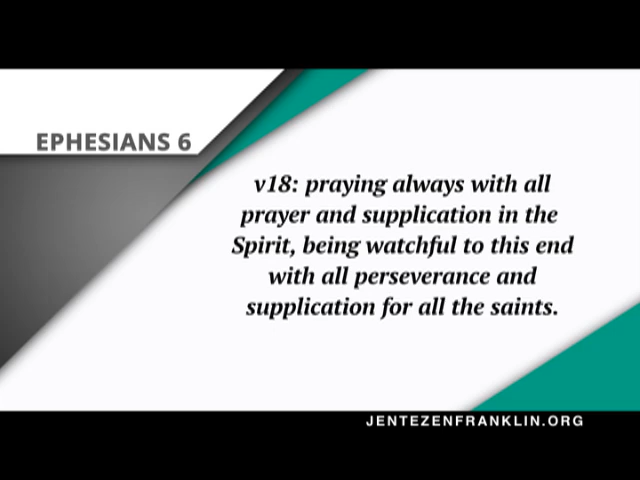 EPHESIANS 6
v18: praying always with all
prayer and supplication in the
Spirit, being watchful to this end
with all perseverance and
supplication for all the saints.
JENTEZENFRANKLIN.ORG